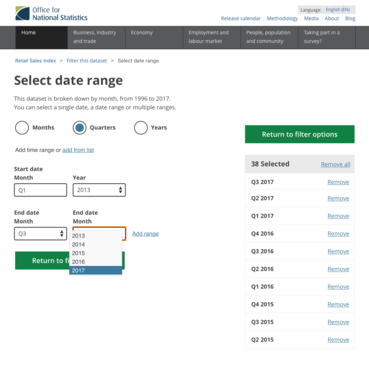 Office for
National Statistics
Language: English (EN)
Release calendar Methodology Media About Blog
Home
Business, industry and trade
Economy
Employment and labour market
People, population and community
Taking part in a survey?
Retail Sales Index > Filter this dataset > Select date range
Select date range
This dataset is broken down by month, from 1996 to 2017.
You can select a single date, a date range or multiple ranges.
Months Quarters Years
Add time range or add from list
Start date
Month Year
Q1 2013
End date End date
Month Month
Q3 Add range
2013
2014
2015
2016
2017
Return to fi
Return to filter options
38 Selected Remove all
Q3 2017 Remove
Q2 2017 Remove
Q1 2017 Remove
Q4 2016 Remove
Q3 2016 Remove
Q2 2016 Remove
Q1 2016 Remove
Q4 2015 Remove
Q3 2015 Remove
Q2 2015 Remove